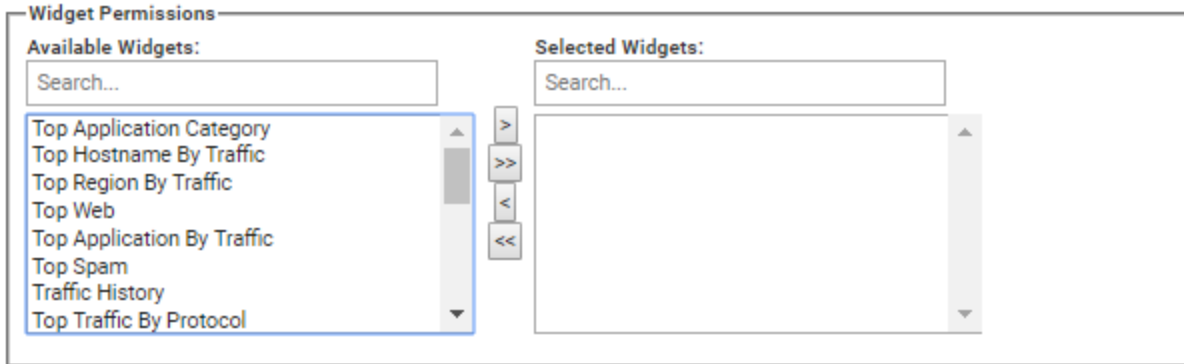 Widget Permissions
Available Widgets:
Selected Widgets:
Search...
Search...
Top Application Category
Top Hostname By Traffic
Top Region By Traffic
Top Web
Top Application By Traffic
Top Spam
Traffic History
Top Traffic By Protocol
>
>>
<
<<